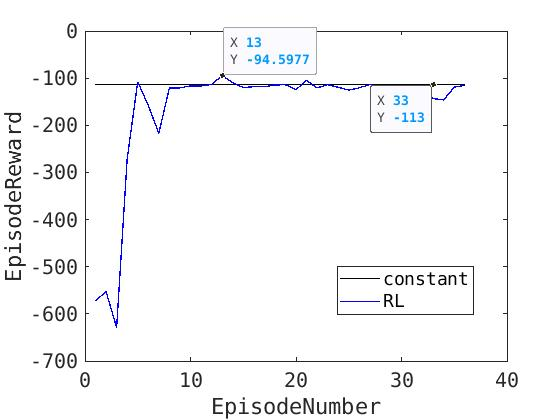 0
-100
-200
-300
-400
-500
-600
-700
EpisodeReward
X 13
Y -94.5977
X 33
Y -113
constant
RL
0 10 20 30 40
EpisodeNumber